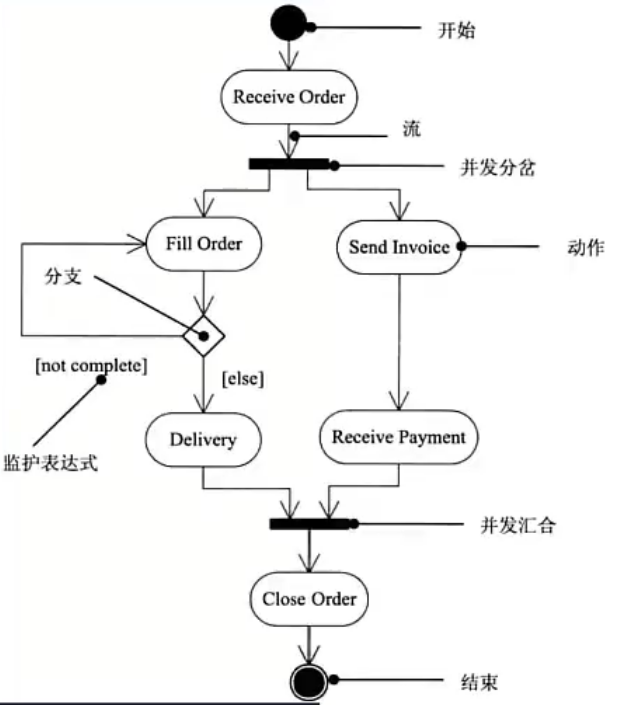 开始
Receive Order
流
并发分岔
Fill Order
Send Invoice
动作
分支
[not complete]
[else]
Delivery
Receive Payment
监护表达式
并发汇合
Close Order
结束